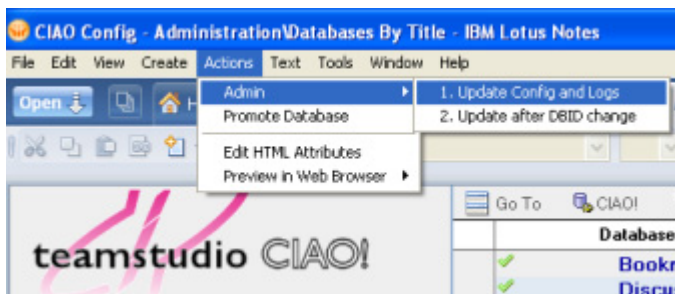 CIAO Config - Administration\Databases By Title - IBM Lotus Notes
File Edit View Create Actions Text Tools Window Help
Open H
Admin
1. Update Config and Logs
Promote Database
2. Update after DBID change
Edit HTML Attributes
Preview in Web Browser
Go To CIAO!
Database
teamstudio CIAO!
Bookr
Discu